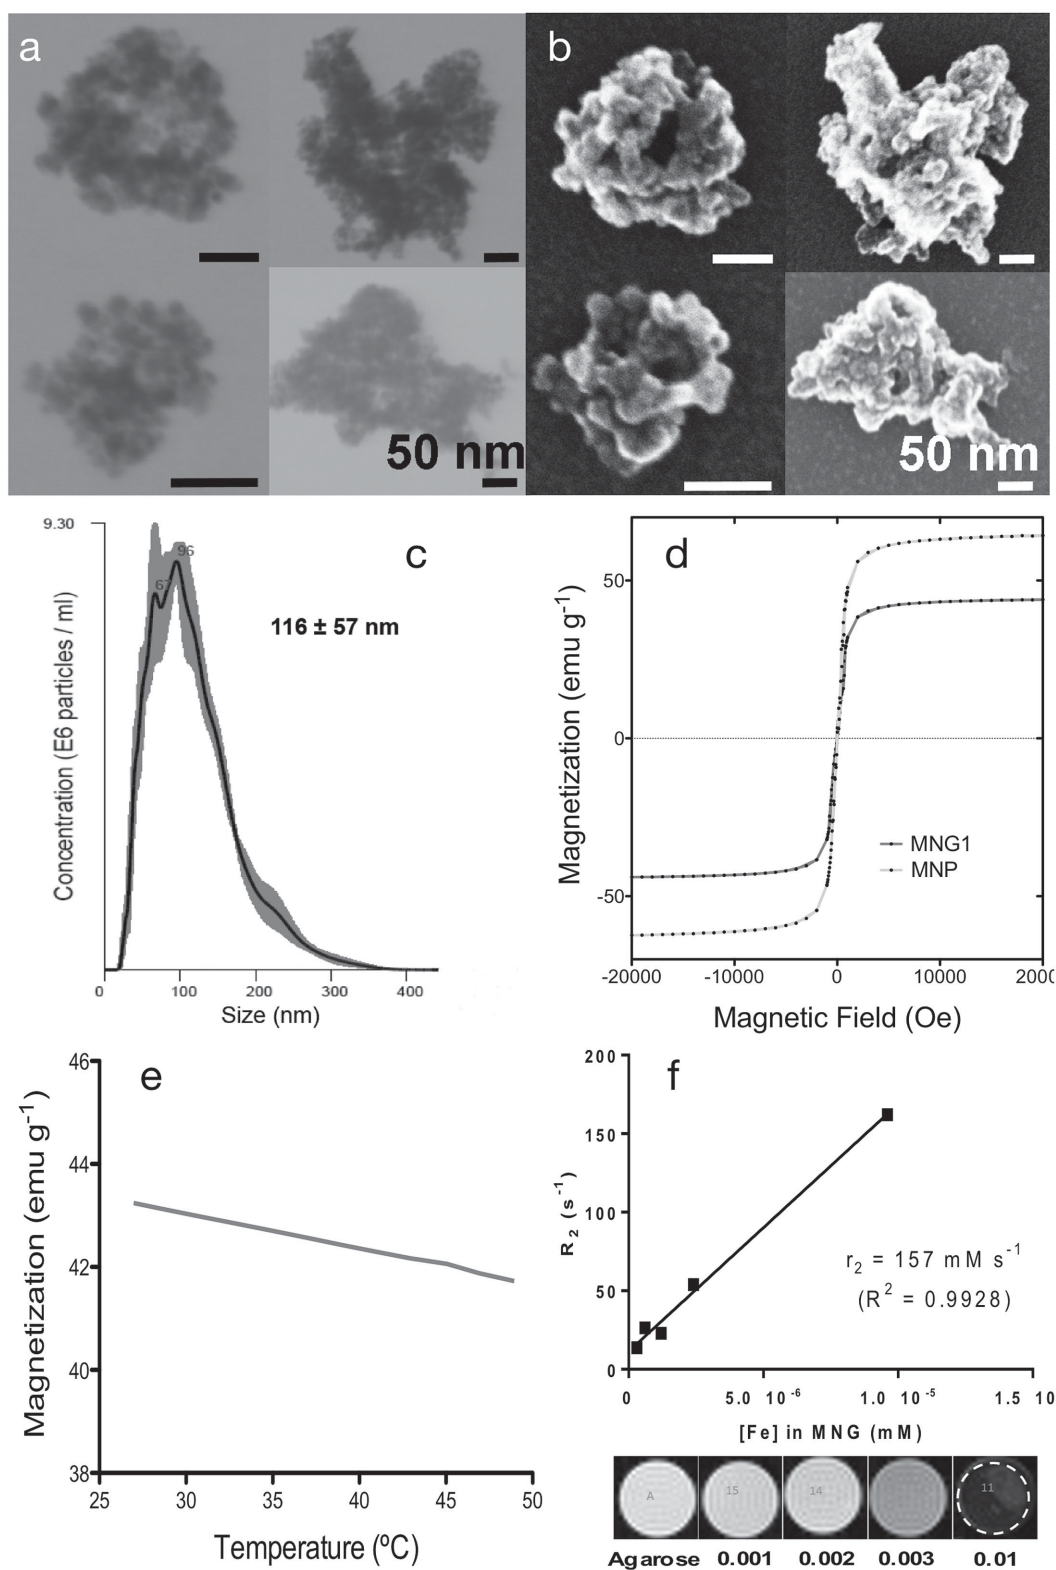 a
b
50 nm
50 nm
c
9.30
96
67
116 ± 57 nm
Concentration (E6 particles / ml)
0 100 200 300 400
Size (nm)
d
Magnetization (emu g-1)
50
0
-50
MNG1
MNP
-20000 -10000 0 10000 2000
Magnetic Field (Oe)
e
Magnetization (emu g-1)
46
44
42
40
38
25 30 35 40 45 50
Temperature (ºC)
f
R2 (s-1)
200
150
100
50
0
r2 = 157 mM s-1
(R2 = 0.9928)
0 5.0 10-6 1.0 10-5 1.5 10
[Fe] in MNG (mM)
A 15 14 11
Agarose 0.001 0.002 0.003 0.01